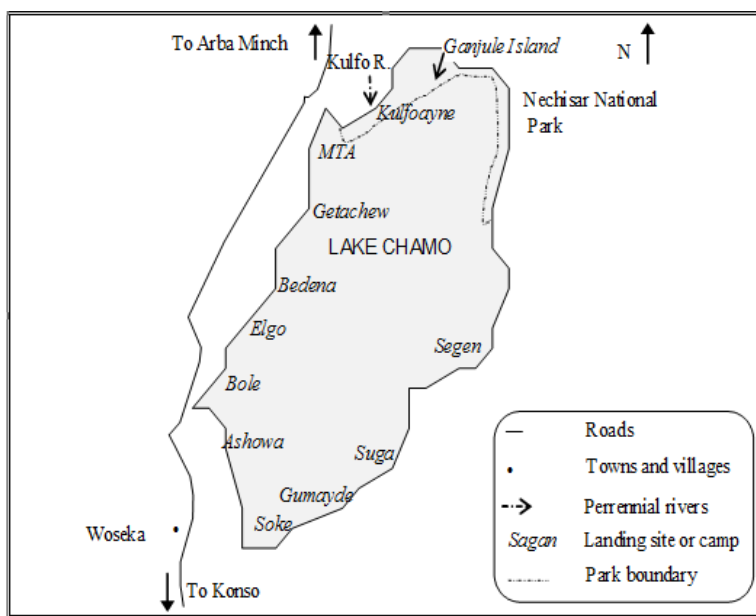 To Arba Minch
Ganjule Island
N
Kulfo R.
Nechisar National
Park
Kulfocyne
MTA
Getachew
LAKE CHAMO
Bedena
Elgo
Segen
Bole
Ashowa
Suga
Gumayde
Soke
Woseka
To Konso
Roads
Towns and villages
Perrennial rivers
Sagan
Landing site or camp
Park boundary